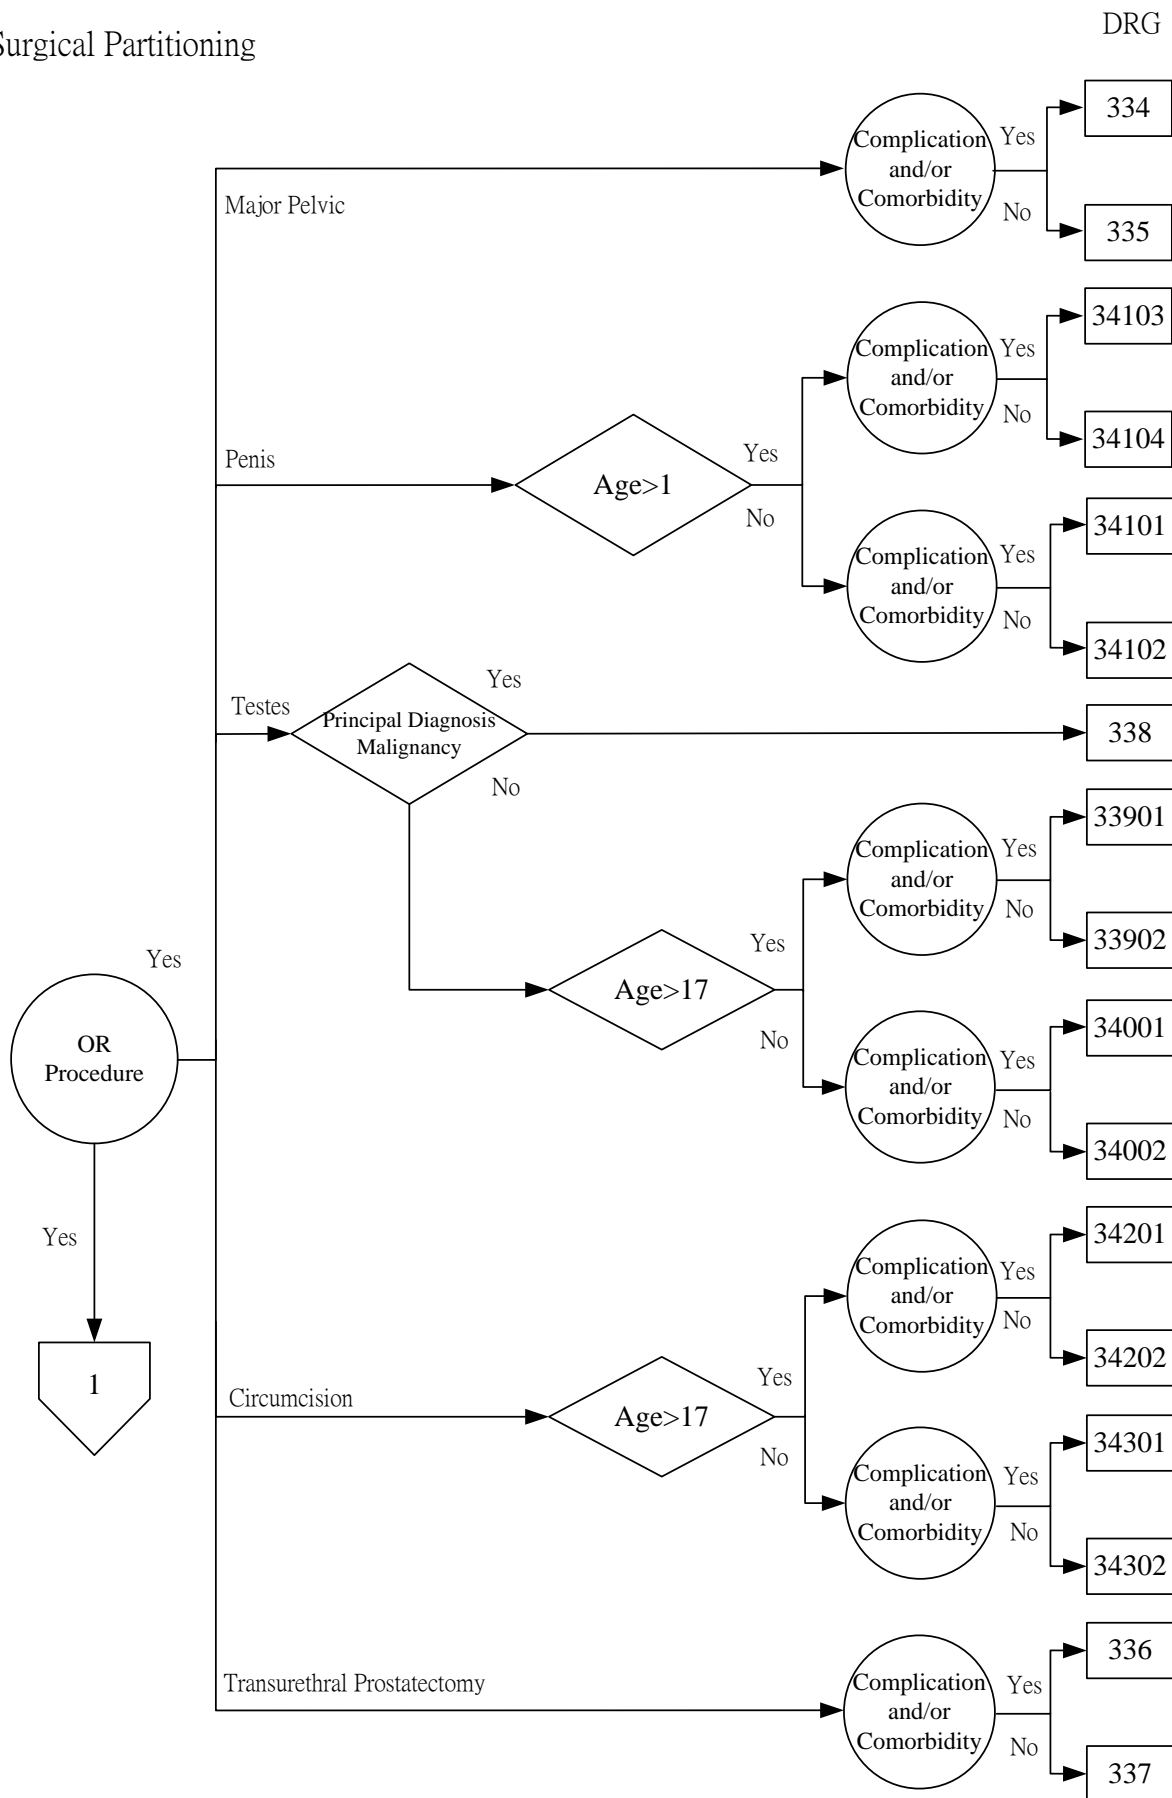 DRG
Surgical Partitioning
334
Complication
and/or
Comorbidity
Yes
No
Major Pelvic
335
34103
Complication
and/or
Comorbidity
Yes
No
34104
Penis
Age>1
Yes
No
34101
Complication
and/or
Comorbidity
Yes
No
34102
Testes
Principal Diagnosis
Malignancy
Yes
No
338
33901
Complication
and/or
Comorbidity
Yes
No
33902
Age>17
Yes
No
34001
Complication
and/or
Comorbidity
Yes
No
34002
Yes
OR
Procedure
Yes
1
34201
Complication
and/or
Comorbidity
Yes
No
34202
Circumcision
Age>17
Yes
No
34301
Complication
and/or
Comorbidity
Yes
No
34302
336
Transurethral Prostatectomy
Complication
and/or
Comorbidity
Yes
No
337